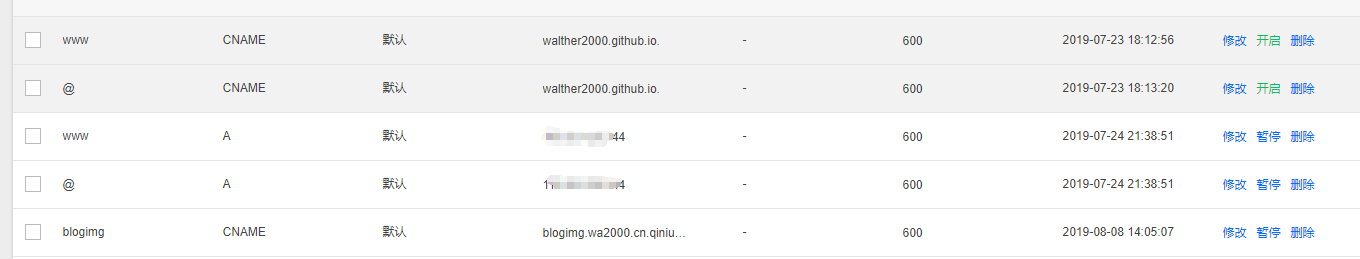 www CNAME 默认 walther2000.github.io. - 600 2019-07-23 18:12:56 修改 开启 删除
@ CNAME 默认 walther2000.github.io. - 600 2019-07-23 18:13:20 修改 开启 删除
www A 默认 44 - 600 2019-07-24 21:38:51 修改 暂停 删除
@ A 默认 - 600 2019-07-24 21:38:51 修改 暂停 删除
blogimg CNAME 默认 blogimg.wa2000.cn.qiniu… - 600 2019-08-08 14:05:07 修改 暂停 删除